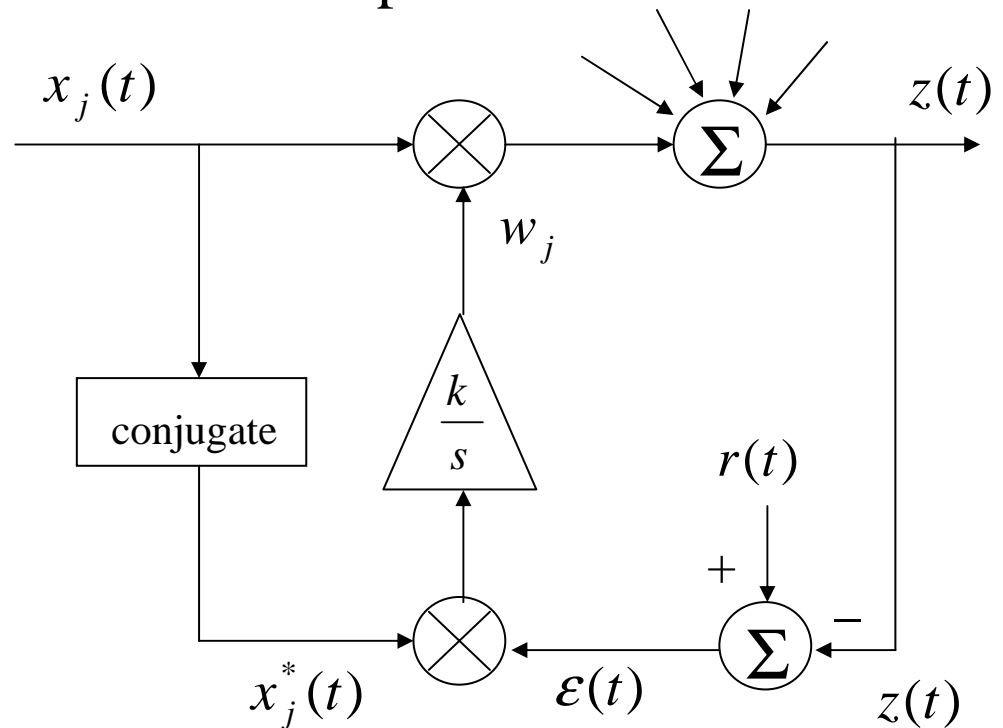 x_j(t)
z(t)
Σ
w_j
k
s
conjugate
r(t)
+
−
Σ
x_j^*(t)
ε(t)
z(t)